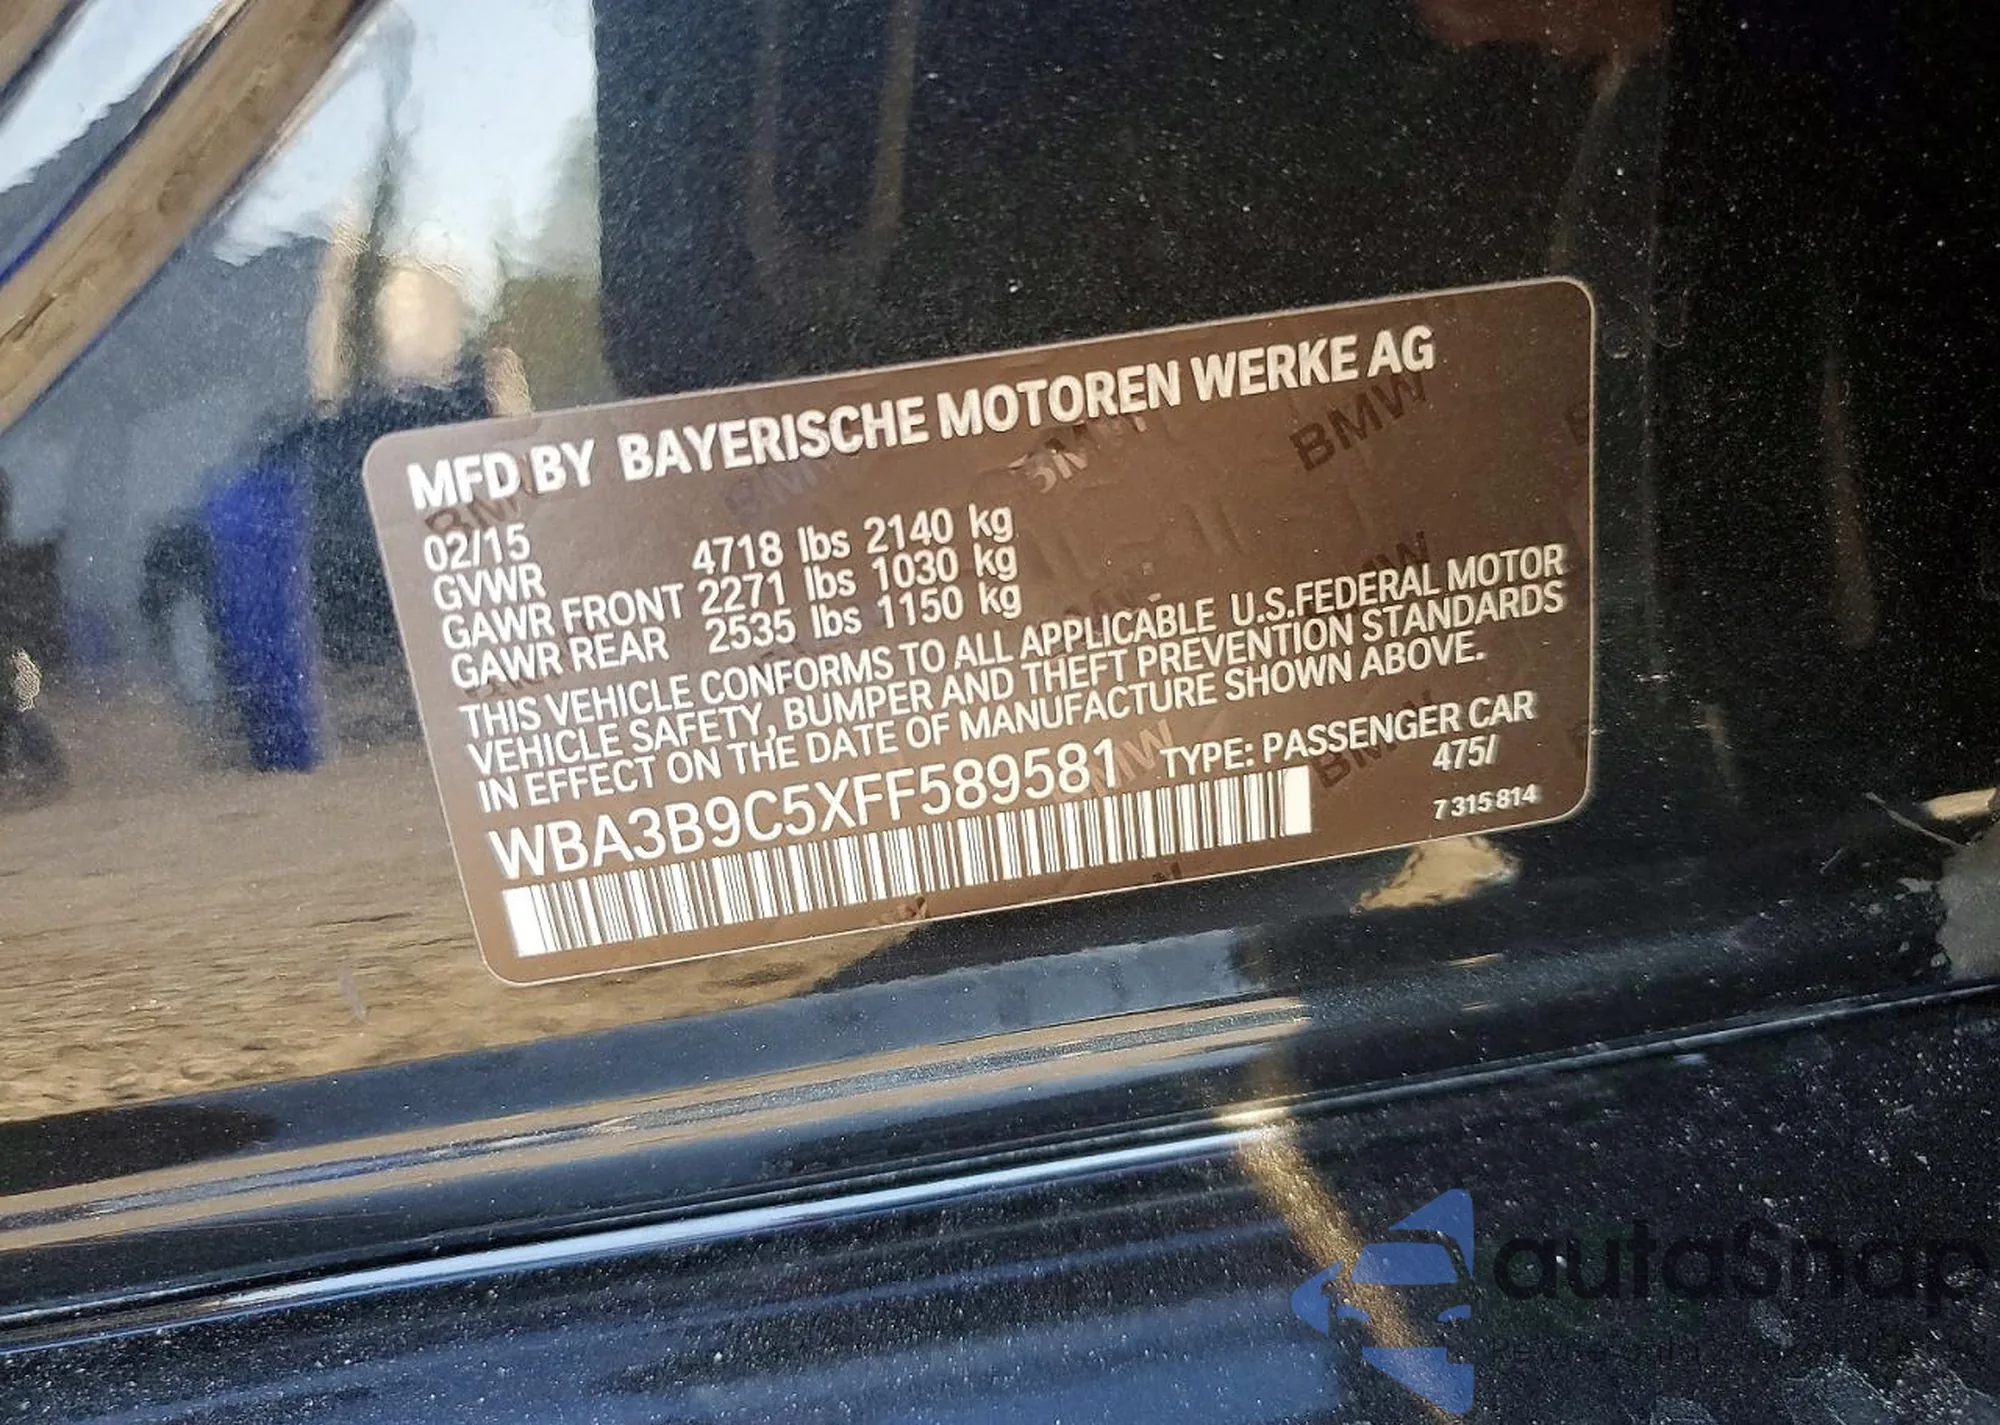 MFD BY BAYERISCHE MOTOREN WERKE AG
02/15
GVWR 4718 lbs 2140 kg
GAWR FRONT 2271 lbs 1030 kg
GAWR REAR 2535 lbs 1150 kg
THIS VEHICLE CONFORMS TO ALL APPLICABLE U.S.FEDERAL MOTOR
VEHICLE SAFETY, BUMPER AND THEFT PREVENTION STANDARDS
IN EFFECT ON THE DATE OF MANUFACTURE SHOWN ABOVE.
WBA3B9C5XFF589581 TYPE: PASSENGER CAR
475/
7 315 814
autaSnap